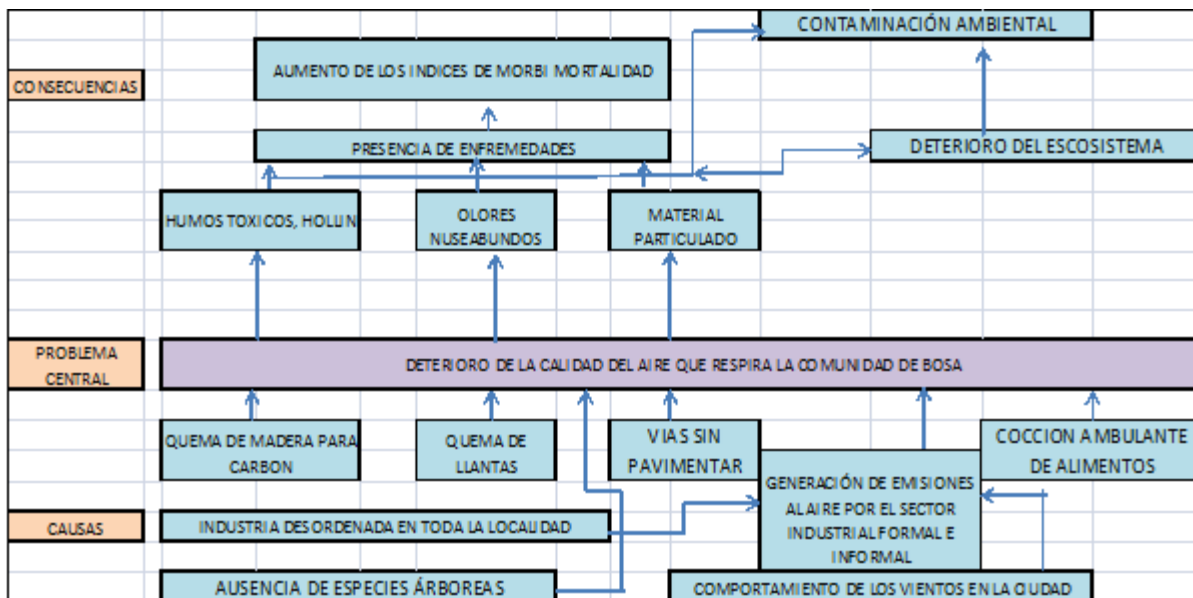 CONTAMINACIÓN AMBIENTAL
AUMENTO DE LOS INDICES DE MORBI MORTALIDAD
CONSECUENCIAS
PRESENCIA DE ENFREMEDADES
DETERIORO DEL ESCOSISTEMA
HUMOS TOXICOS, HOLLIN
OLORES
NUSEABUNDOS
MATERIAL
PARTICULADO
PROBLEMA
CENTRAL
DETERIORO DE LA CALIDAD DEL AIRE QUE RESPIRA LA COMUNIDAD DE BOSA
QUEMA DE MADERA PARA
CARBON
QUEMA DE
LLANTAS
VIAS SIN
PAVIMENTAR
COCCION AMBULANTE
DE ALIMENTOS
GENERACIÓN DE EMISIONES
AL AIRE POR EL SECTOR
INDUSTRIAL FORMAL E
INFORMAL
CAUSAS
INDUSTRIA DESORDENADA EN TODA LA LOCALIDAD
AUSENCIA DE ESPECIES ÁRBOREAS
COMPORTAMIENTO DE LOS VIENTOS EN LA CIUDAD